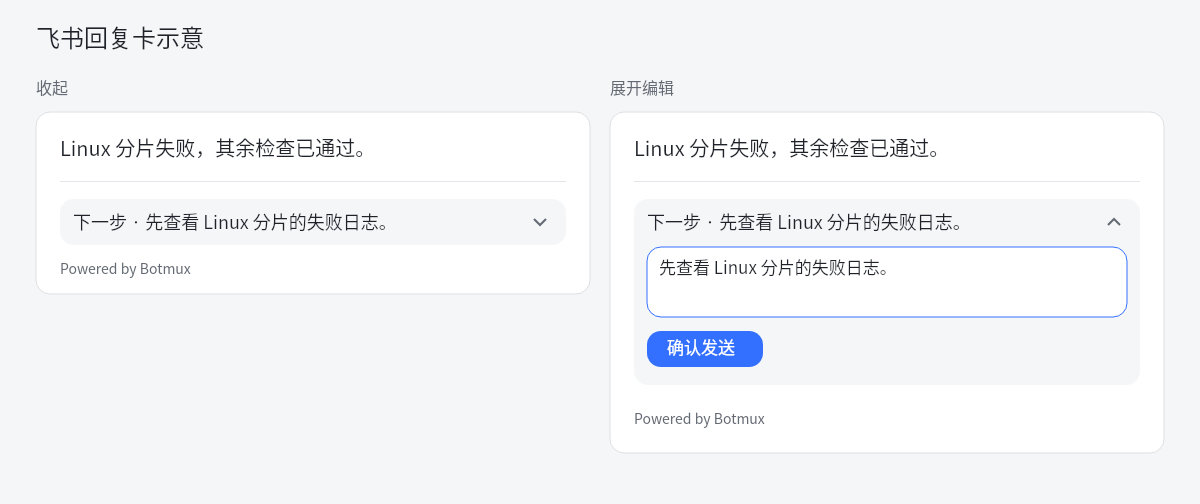 飞书回复卡示意
收起
Linux 分片失败，其余检查已通过。
下一步 · 先查看 Linux 分片的失败日志。
Powered by Botmux
展开编辑
Linux 分片失败，其余检查已通过。
下一步 · 先查看 Linux 分片的失败日志。
先查看 Linux 分片的失败日志。
确认发送
Powered by Botmux